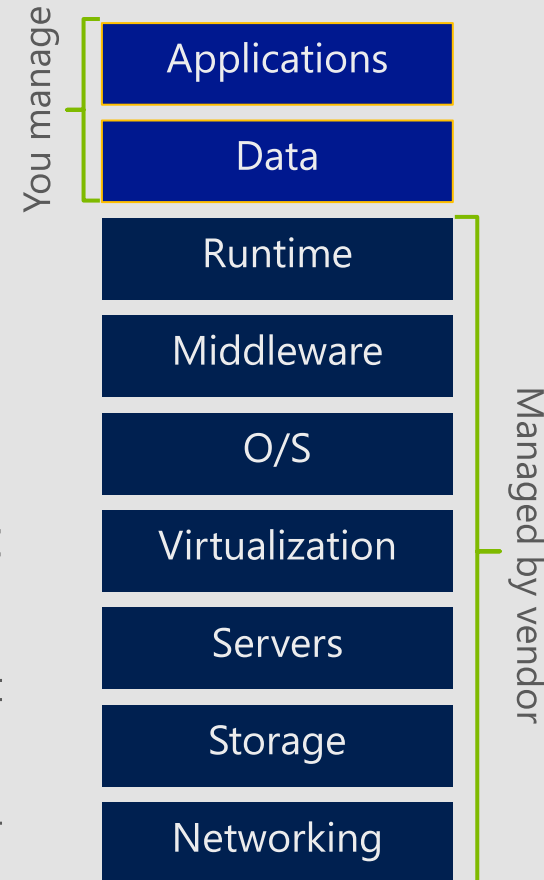 You manage
Applications
Data
Runtime
Middleware
O/S
Virtualization
Servers
Storage
Networking
Managed by vendor